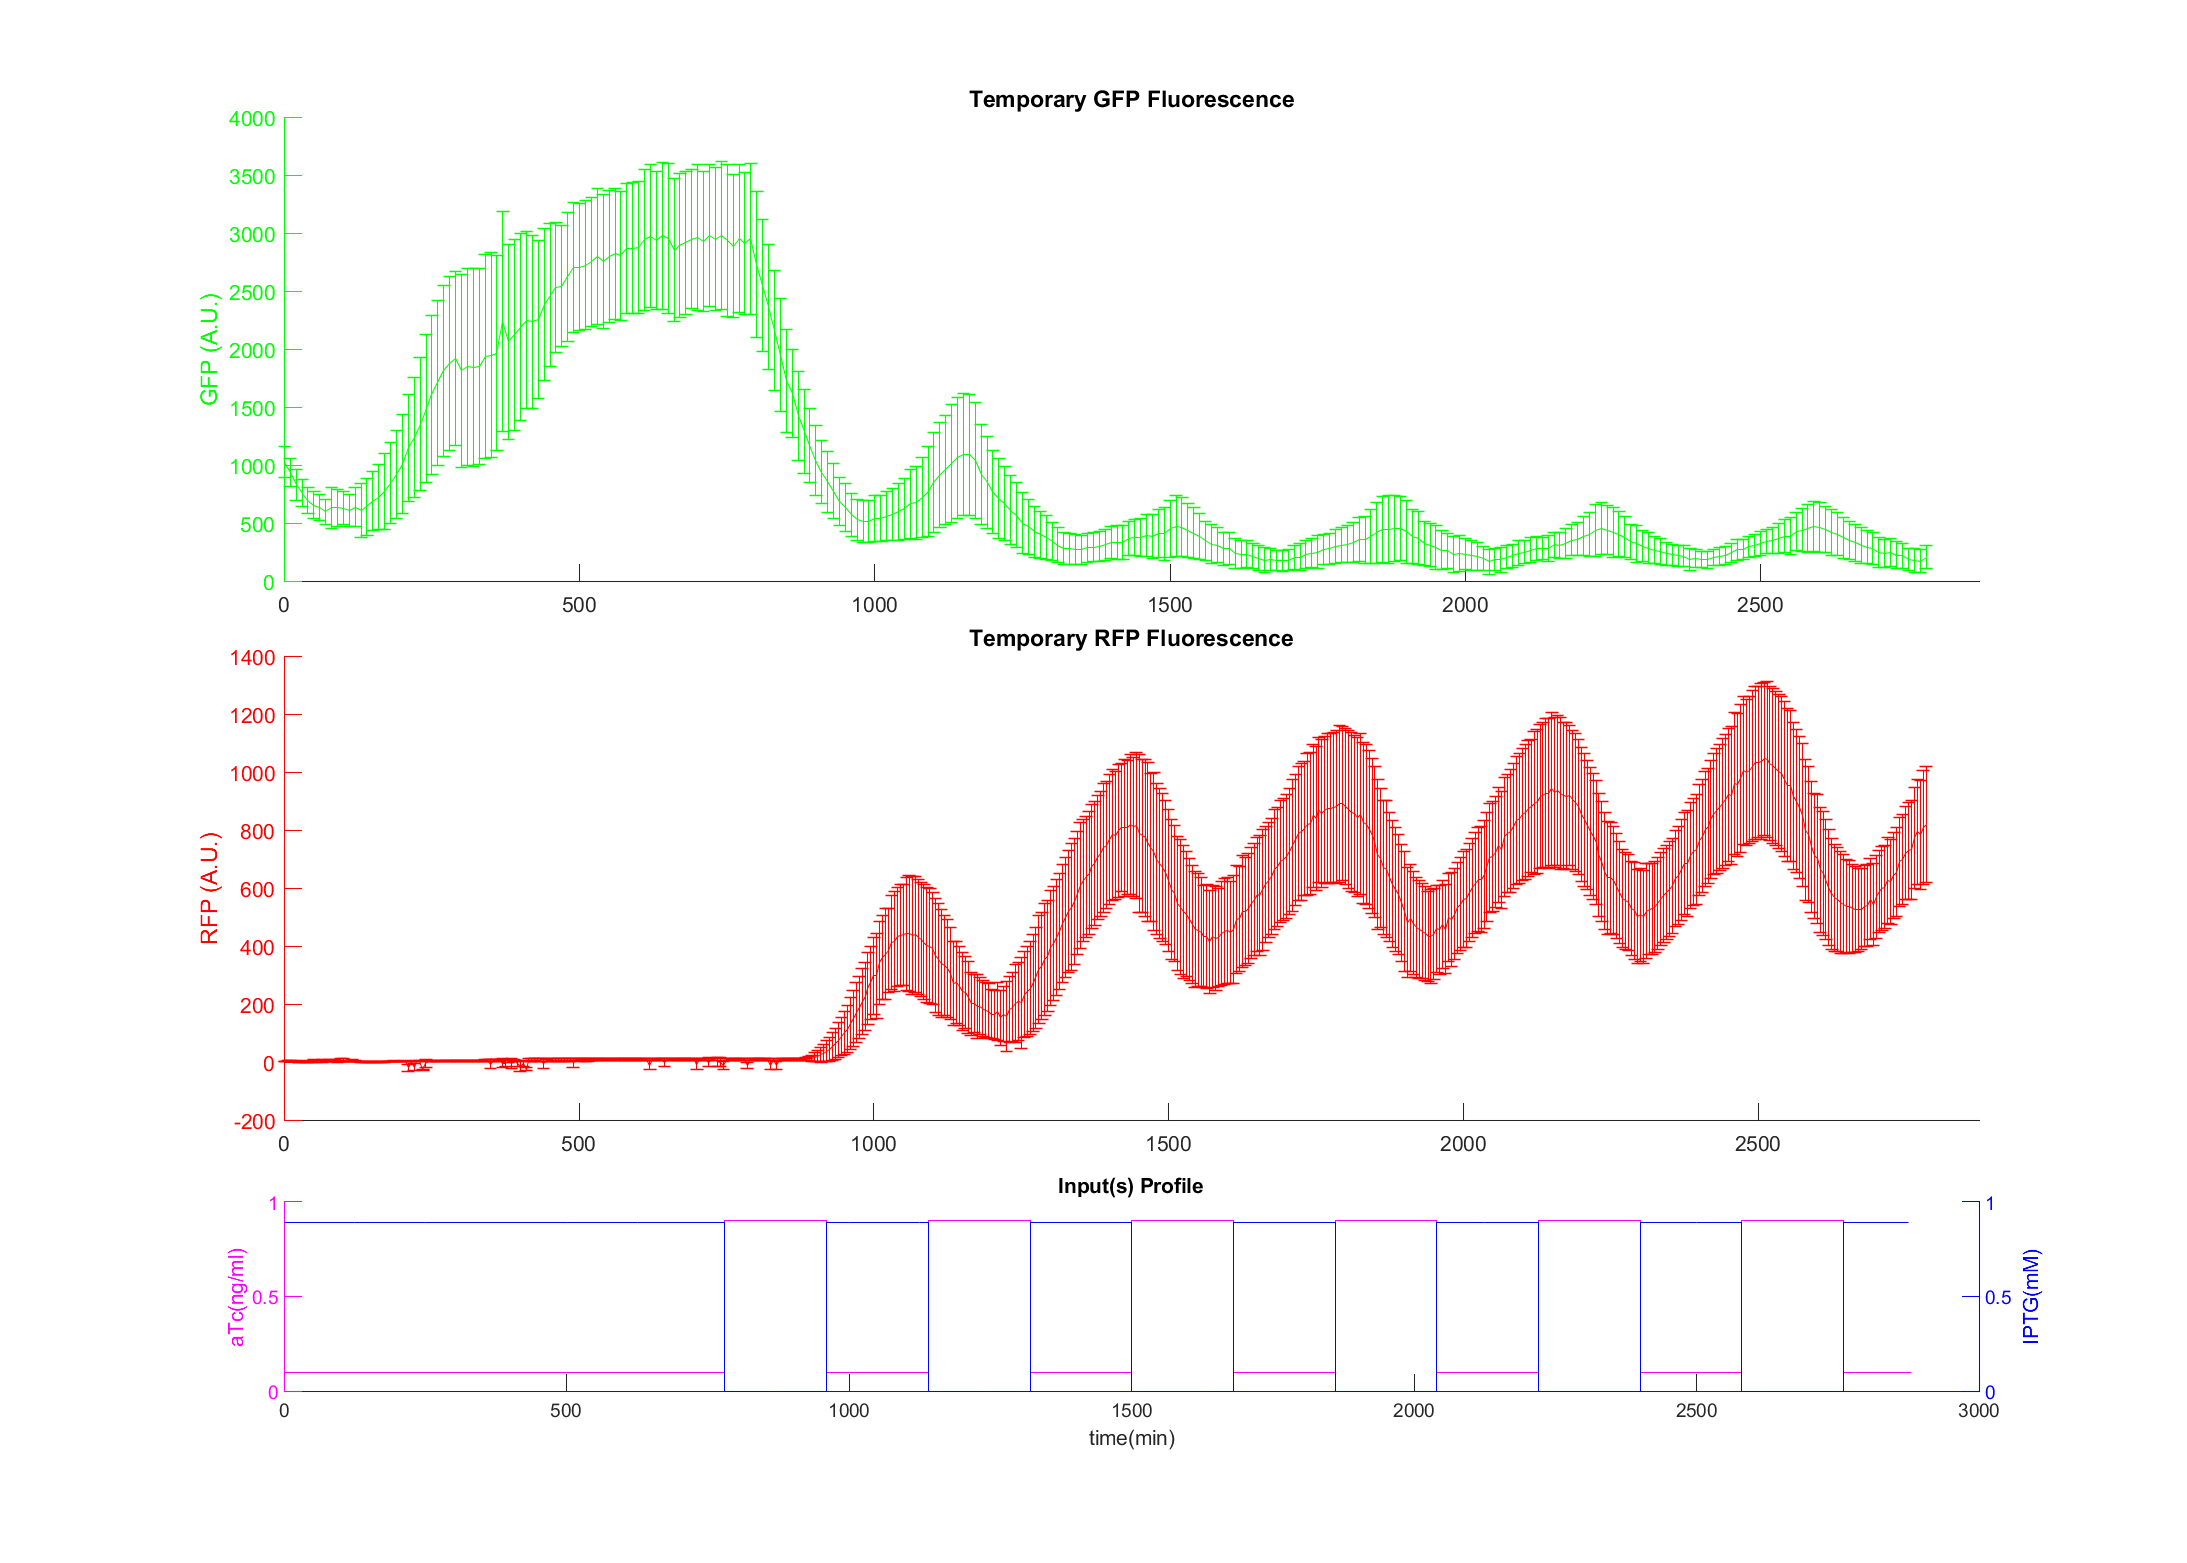 Temporary GFP Fluorescence
4000
3500
3000
2500
2000
1500
1000
500
0
GFP (A.U.)
0 500 1000 1500 2000 2500
Temporary RFP Fluorescence
1400
1200
1000
800
600
400
200
0
-200
RFP (A.U.)
0 500 1000 1500 2000 2500
Input(s) Profile
1
0.5
0
aTc(ng/ml)
1
0.5
0
IPTG(mM)
0 500 1000 1500 2000 2500 3000
time(min)